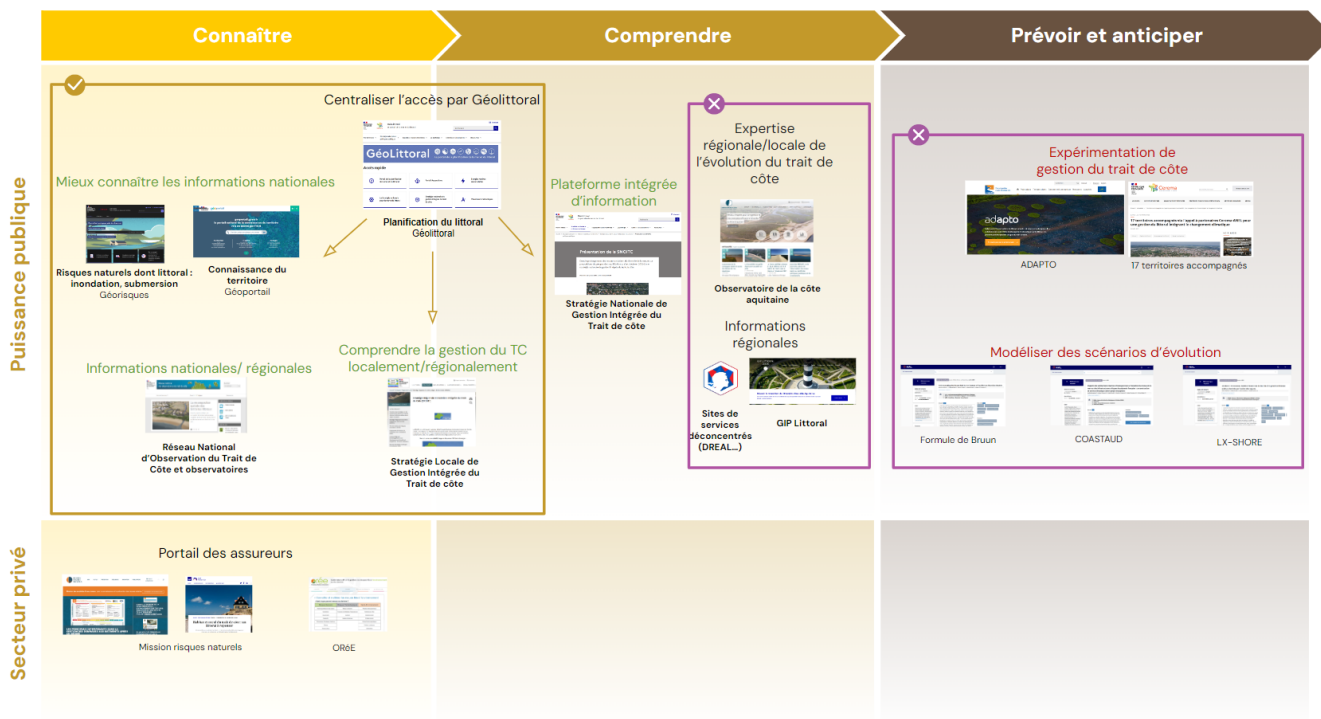 Connaître
Comprendre
Prévoir et anticiper
Puissance publique
Centraliser l'accès par Géolittoral
GéoLittoral
Planification du littoral
Géolittoral
Mieux connaître les informations nationales
Risques naturels dont littoral :
inondation, submersion
Géorisques
Connaissance du
territoire
Géoportail
Informations nationales/ régionales
Réseau National
d'Observation du Trait de
Côte et observatoires
Comprendre la gestion du TC
localement/régionalement
Stratégie Locale de
Gestion Intégrée du
Trait de côte
Plateforme intégrée
d'information
Stratégie Nationale de
Gestion Intégrée du
Trait de côte
Expertise
régionale/locale de
l'évolution du trait de
côte
Observatoire de la côte
aquitaine
Informations
régionales
Sites de
services
déconcentrés
(DREAL...)
GIP Littoral
Expérimentation de
gestion du trait de côte
adapto
ADAPTO
17 territoires accompagnés
Modéliser des scénarios d'évolution
Formule de Bruun
COASTAUD
LX-SHORE
Secteur privé
Portail des assureurs
Mission risques naturels
ORéE